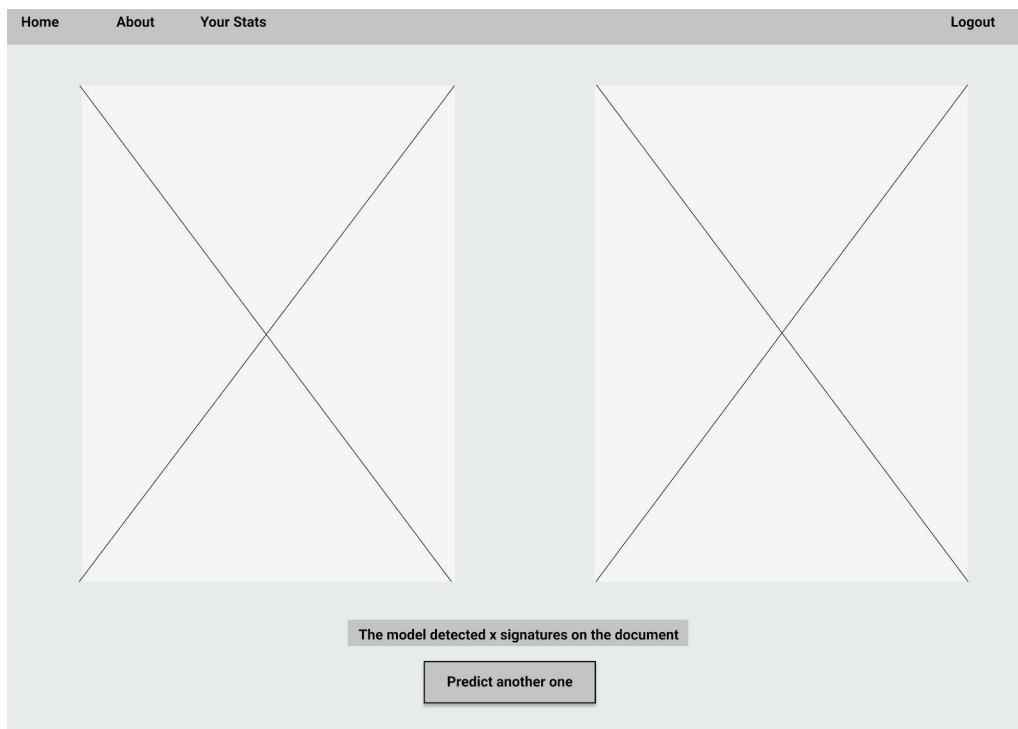 Home About Your Stats Logout
The model detected x signatures on the document
Predict another one